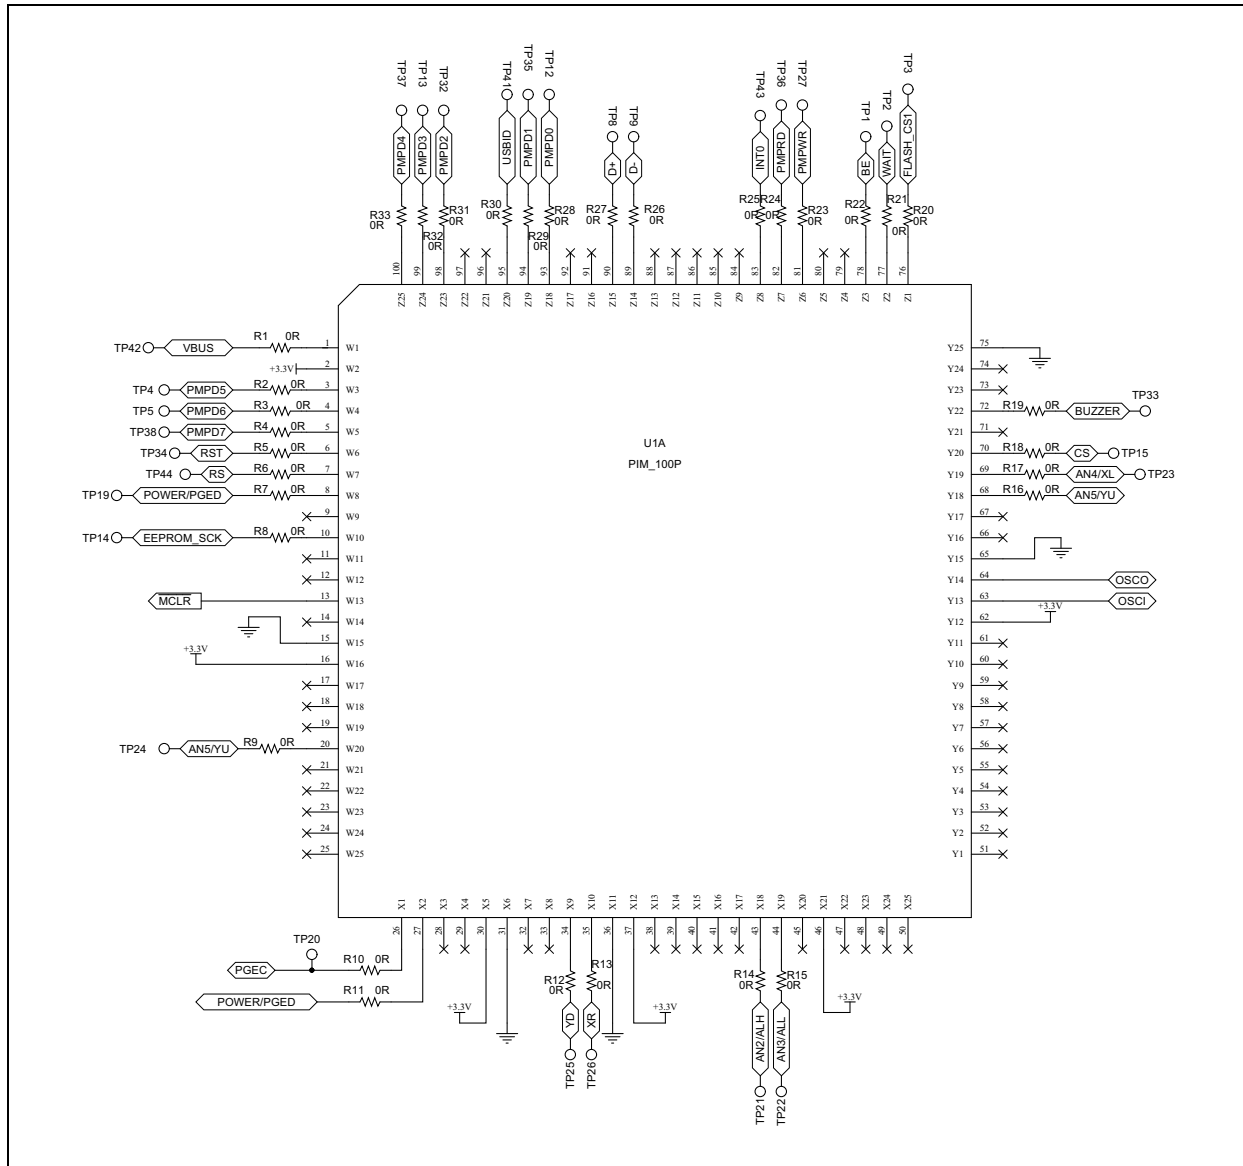 TP37 TP13 TP32 TP41 TP35 TP12 TP8 TP9 TP43 TP36 TP27 TP1 TP2 TP3
PMPD4 PMPD3 PMPD2 USBID PMPD1 PMPD0 D+ D- INT0 PMPRD PMPWR BE WAIT FLASH_CS1
R33 0R R32 0R R31 0R R30 0R R29 0R R28 0R R27 0R R26 0R R25 0R R24 0R R23 0R R22 0R R21 0R R20 0R
100 99 98 97 96 95 94 93 92 91 90 89 88 87 86 85 84 83 82 81 80 79 78 77 76
Z25 Z24 Z23 Z22 Z21 Z20 Z19 Z18 Z17 Z16 Z15 Z14 Z13 Z12 Z11 Z10 Z9 Z8 Z7 Z6 Z5 Z4 Z3 Z2 Z1
TP42 VBUS R1 0R 1 W1 Y25 75
+3.3V 2 W2 Y24 74
TP4 PMPD5 R2 0R 3 W3 Y23 73
TP5 PMPD6 R3 0R 4 W4 Y22 72 R19 0R BUZZER TP33
TP38 PMPD7 R4 0R 5 W5 Y21 71
TP34 RST R5 0R 6 W6 Y20 70 R18 0R CS TP15
U1A
PIM_100P
TP44 RS R6 0R 7 W7 Y19 69 R17 0R AN4/XL TP23
TP19 POWER/PGED R7 0R 8 W8 Y18 68 R16 0R AN5/YU
9 W9 Y17 67
TP14 EEPROM_SCK R8 0R 10 W10 Y16 66
11 W11 Y15 65
12 W12 Y14 64 OSCO
MCLR 13 W13 Y13 63 OSCI
14 W14 Y12 62 +3.3V
15 W15 Y11 61
+3.3V 16 W16 Y10 60
17 W17 Y9 59
18 W18 Y8 58
19 W19 Y7 57
TP24 AN5/YU R9 0R 20 W20 Y6 56
21 W21 Y5 55
22 W22 Y4 54
23 W23 Y3 53
24 W24 Y2 52
25 W25 Y1 51
X1 X2 X3 X4 X5 X6 X7 X8 X9 X10 X11 X12 X13 X14 X15 X16 X17 X18 X19 X20 X21 X22 X23 X24 X25
26 27 28 29 30 31 32 33 34 35 36 37 38 39 40 41 42 43 44 45 46 47 48 49 50
TP20
PGEC R10 0R R12 0R R13 0R R14 0R R15 0R
POWER/PGED R11 0R +3.3V +3.3V +3.3V
YD XR AN2/ALH AN3/ALL
TP25 TP26 TP21 TP22